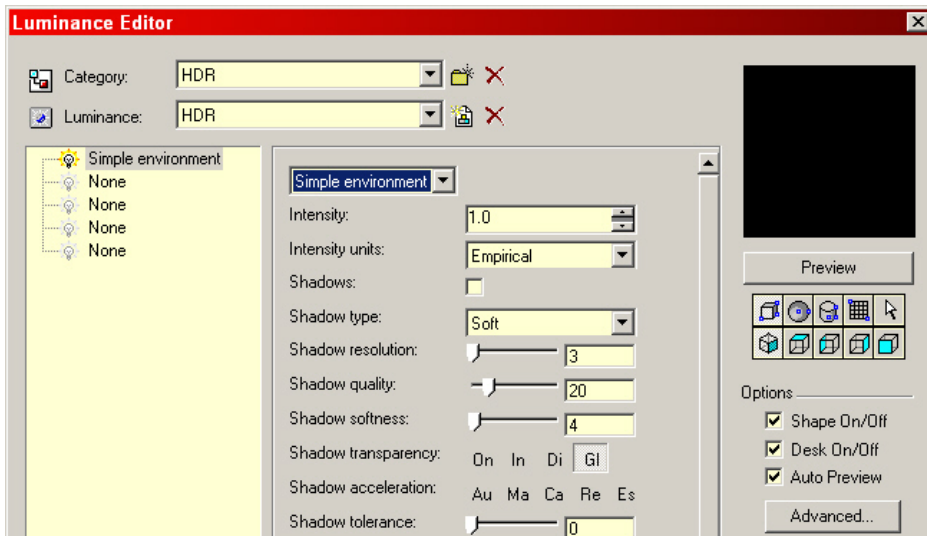 Luminance Editor
Category: HDR
Luminance: HDR
Simple environment
None
None
None
None
Simple environment
Intensity: 1.0
Intensity units: Empirical
Shadows:
Shadow type: Soft
Shadow resolution: 3
Shadow quality: 20
Shadow softness: 4
Shadow transparency: On In Di Gl
Shadow acceleration: Au Ma Ca Re Es
Shadow tolerance: 0
Preview
Options
Shape On/Off
Desk On/Off
Auto Preview
Advanced...